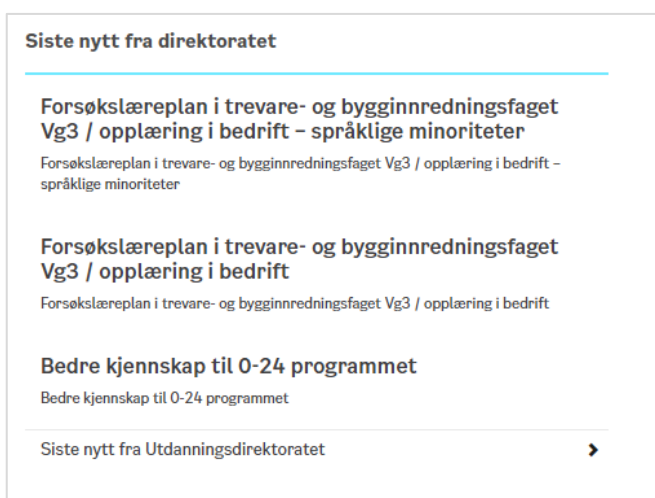 Siste nytt fra direktoratet
Forsøkslæreplan i trevare- og bygginnredningsfaget
Vg3 / opplæring i bedrift – språklige minoriteter
Forsøkslæreplan i trevare- og bygginnredningsfaget Vg3 / opplæring i bedrift –
språklige minoriteter
Forsøkslæreplan i trevare- og bygginnredningsfaget
Vg3 / opplæring i bedrift
Forsøkslæreplan i trevare- og bygginnredningsfaget Vg3 / opplæring i bedrift
Bedre kjennskap til 0-24 programmet
Bedre kjennskap til 0-24 programmet
Siste nytt fra Utdanningsdirektoratet